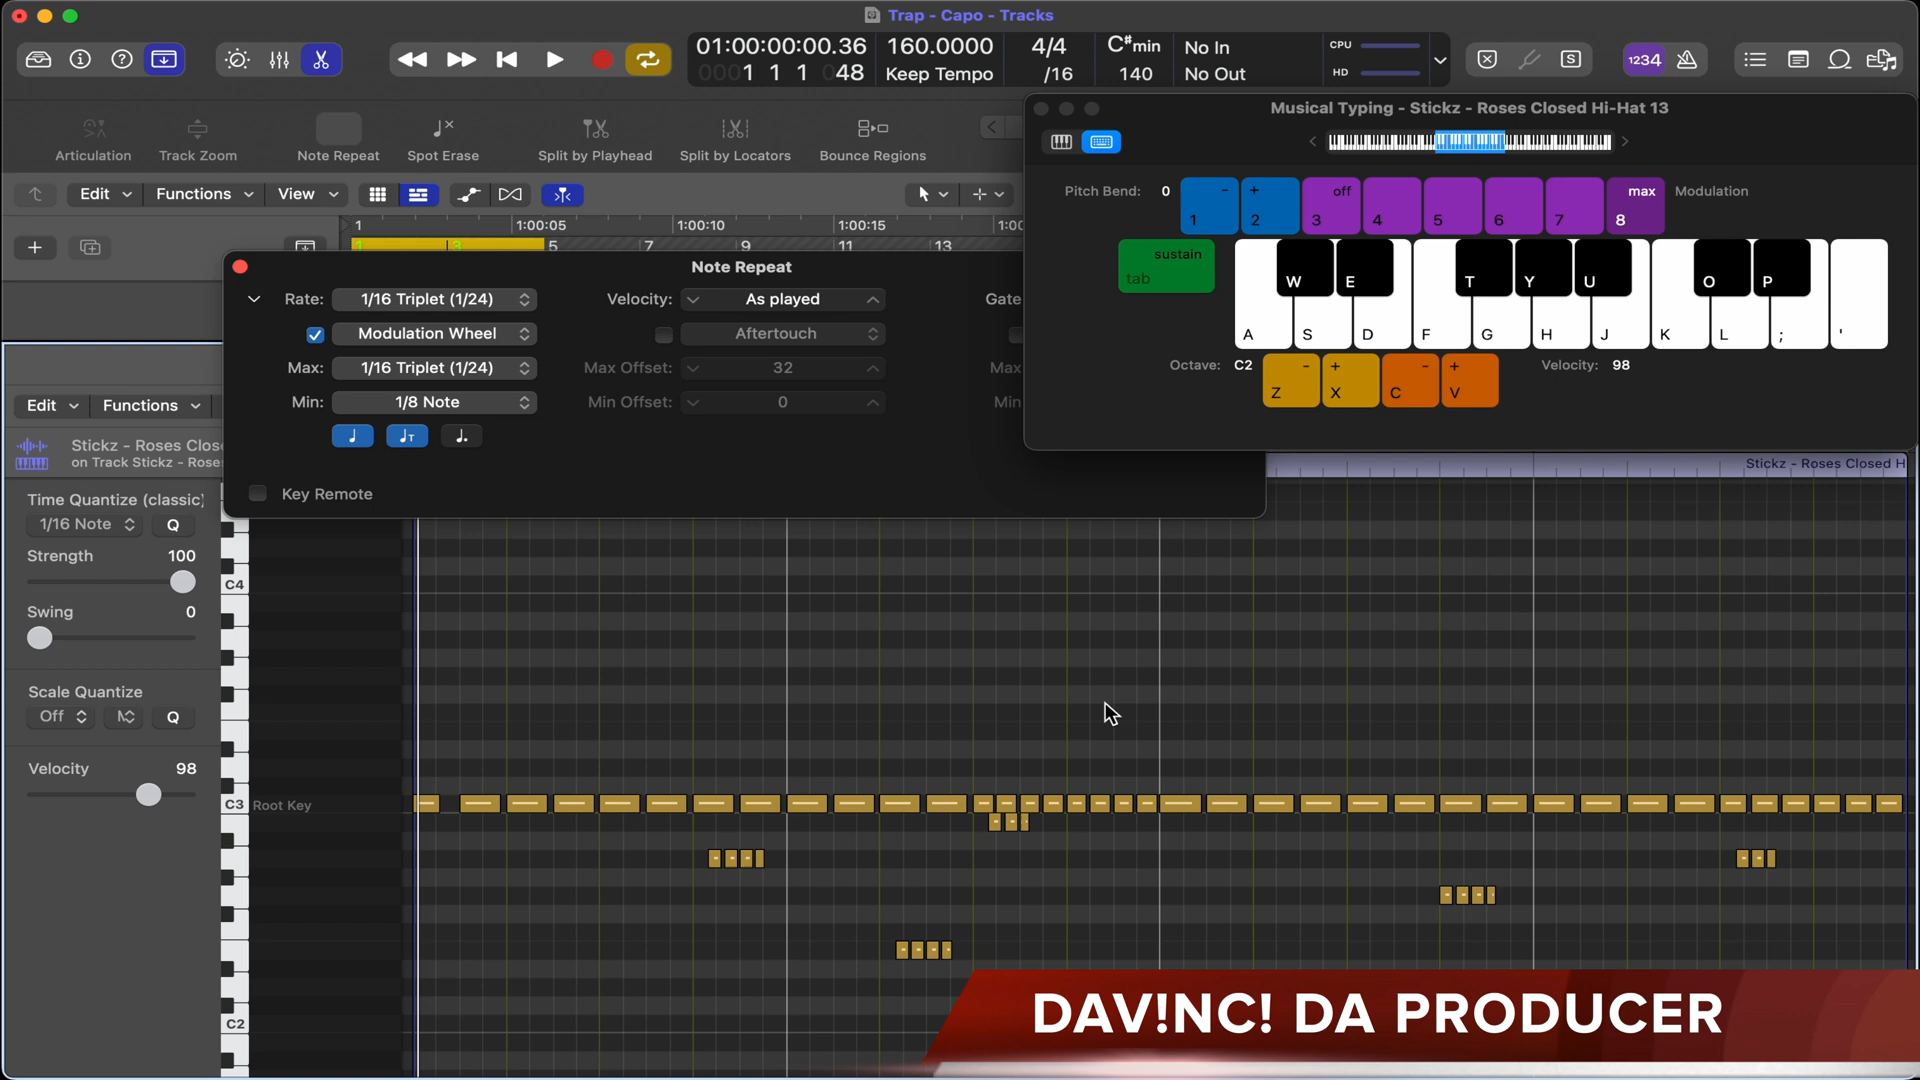 Trap - Capo - Tracks
01:00:00:00.36
0001 1 1 048
160.0000
Keep Tempo
4/4
/16
C#min
140
No In
No Out
CPU
HD
1234
S
Articulation
Track Zoom
Note Repeat
Spot Erase
Split by Playhead
Split by Locators
Bounce Regions
Edit
Functions
View
1
1:00:05
1:00:10
1:00:15
1:00
1
3
5
7
9
11
13
Musical Typing - Stickz - Roses Closed Hi-Hat 13
Pitch Bend: 0
- 1
+ 2
off 3
4
5
6
7
max 8
Modulation
sustain
tab
W E T Y U O P
A S D F G H J K L ; '
Octave: C2
- Z
+ X
- C
+ V
Velocity: 98
Note Repeat
Rate: 1/16 Triplet (1/24)
Velocity: As played
Gate
Modulation Wheel
Aftertouch
Max: 1/16 Triplet (1/24)
Max Offset: 32
Max
Min: 1/8 Note
Min Offset: 0
Min
Key Remote
Edit
Functions
Stickz - Roses Clos
on Track Stickz - Rose
Stickz - Roses Closed H
Time Quantize (classic)
1/16 Note
Q
Strength 100
Swing 0
Scale Quantize
Off
Q
Velocity 98
C4
C3 Root Key
C2
DAV!NC! DA PRODUCER